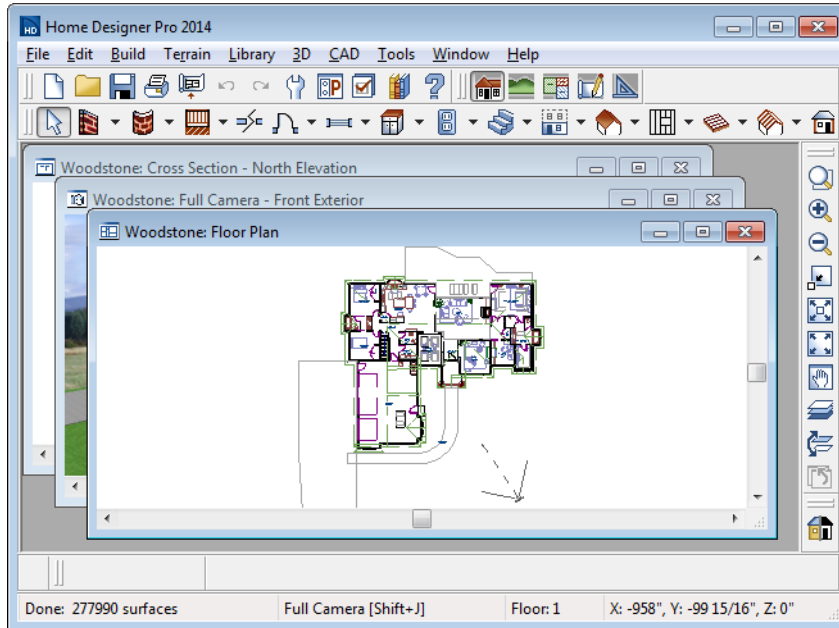 Home Designer Pro 2014
File Edit Build Terrain Library 3D CAD Tools Window Help
Woodstone: Cross Section - North Elevation
Woodstone: Full Camera - Front Exterior
Woodstone: Floor Plan
Done: 277990 surfaces Full Camera [Shift+J] Floor: 1 X: -958", Y: -99 15/16", Z: 0"